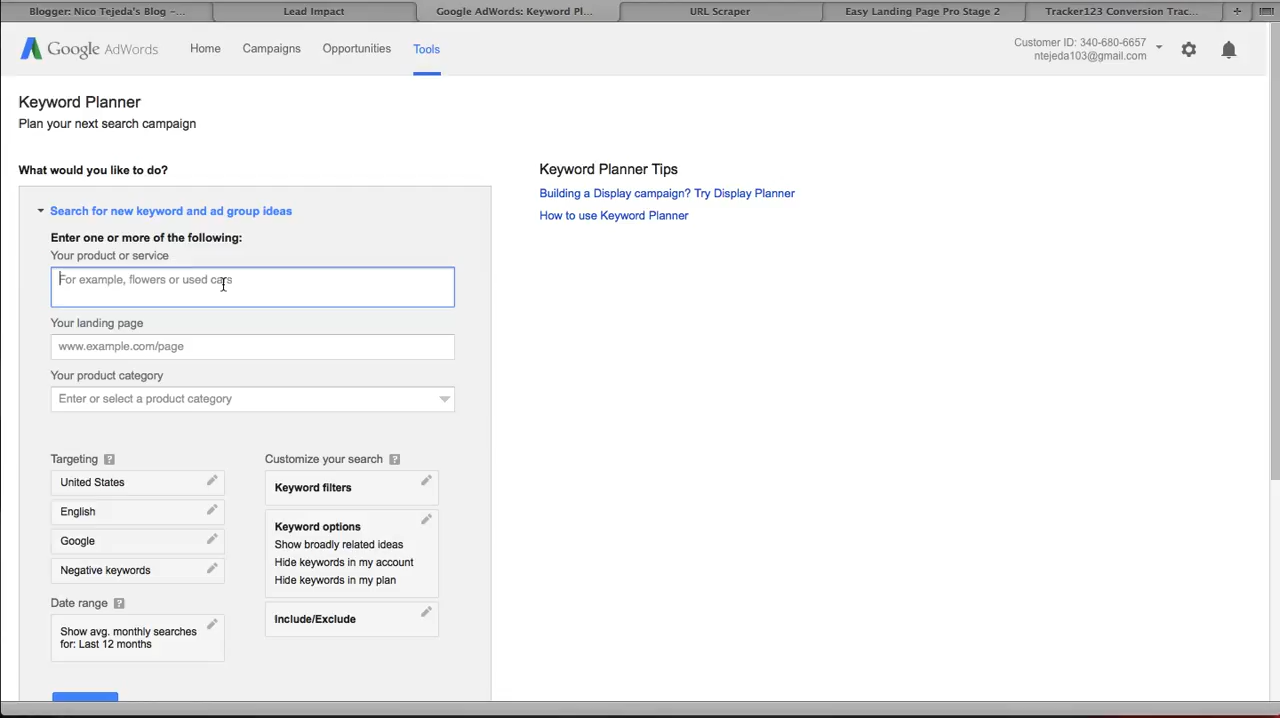 Blogger: Nico Tejeda's Blog –...
Lead Impact
Google AdWords: Keyword Pl...
URL Scraper
Easy Landing Page Pro Stage 2
Tracker123 Conversion Trac...
+
Google AdWords
Home
Campaigns
Opportunities
Tools
Customer ID: 340-680-6657
ntejeda103@gmail.com
Keyword Planner
Plan your next search campaign
What would you like to do?
Search for new keyword and ad group ideas
Enter one or more of the following:
Your product or service
For example, flowers or used cars
Your landing page
www.example.com/page
Your product category
Enter or select a product category
Targeting ?
United States
English
Google
Negative keywords
Date range ?
Show avg. monthly searches
for: Last 12 months
Customize your search ?
Keyword filters
Keyword options
Show broadly related ideas
Hide keywords in my account
Hide keywords in my plan
Include/Exclude
Keyword Planner Tips
Building a Display campaign? Try Display Planner
How to use Keyword Planner